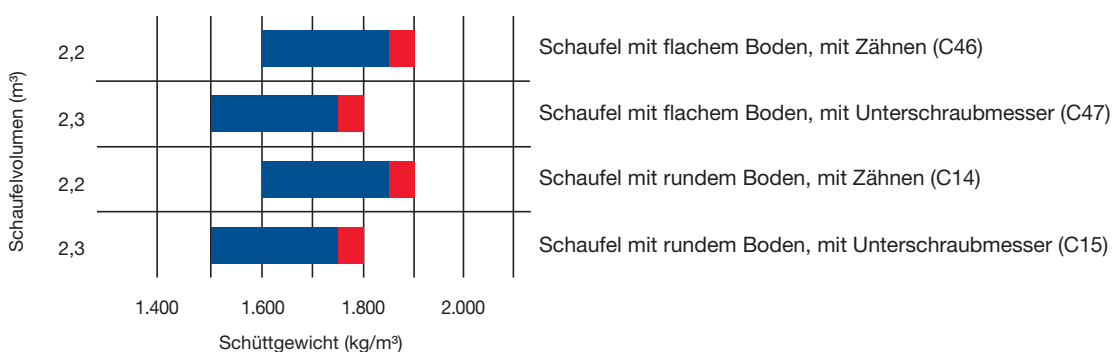 Schaufelvolumen (m³)
2,2 Schaufel mit flachem Boden, mit Zähnen (C46)
2,3 Schaufel mit flachem Boden, mit Unterschraubmesser (C47)
2,2 Schaufel mit rundem Boden, mit Zähnen (C14)
2,3 Schaufel mit rundem Boden, mit Unterschraubmesser (C15)
1.400 1.600 1.800 2.000
Schüttgewicht (kg/m³)